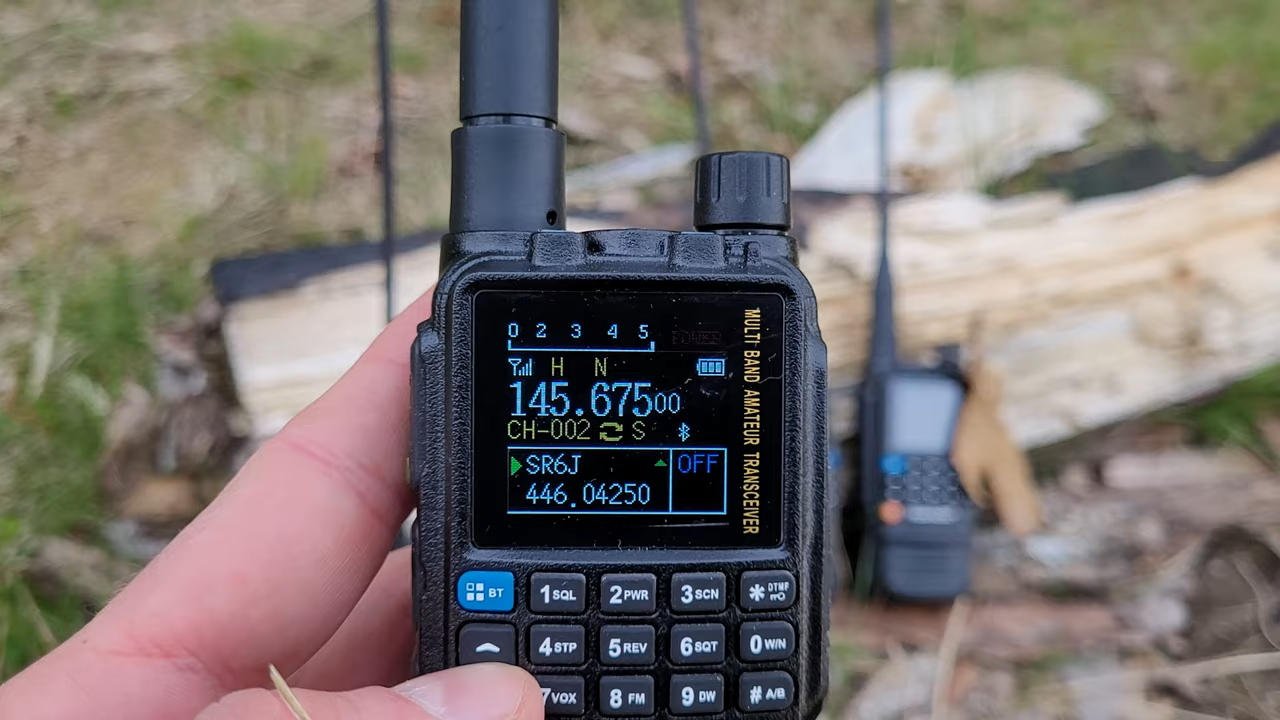 0 2 3 4 5
H N
145.67500
CH-002 S
SR6J OFF
446.04250
MULTI BAND AMATEUR TRANSCEIVER
BT 1SQL 2PWR 3SCN * DTMF
4STP 5REV 6SQT 0W/N
7VOX 8FM 9DW #A/B